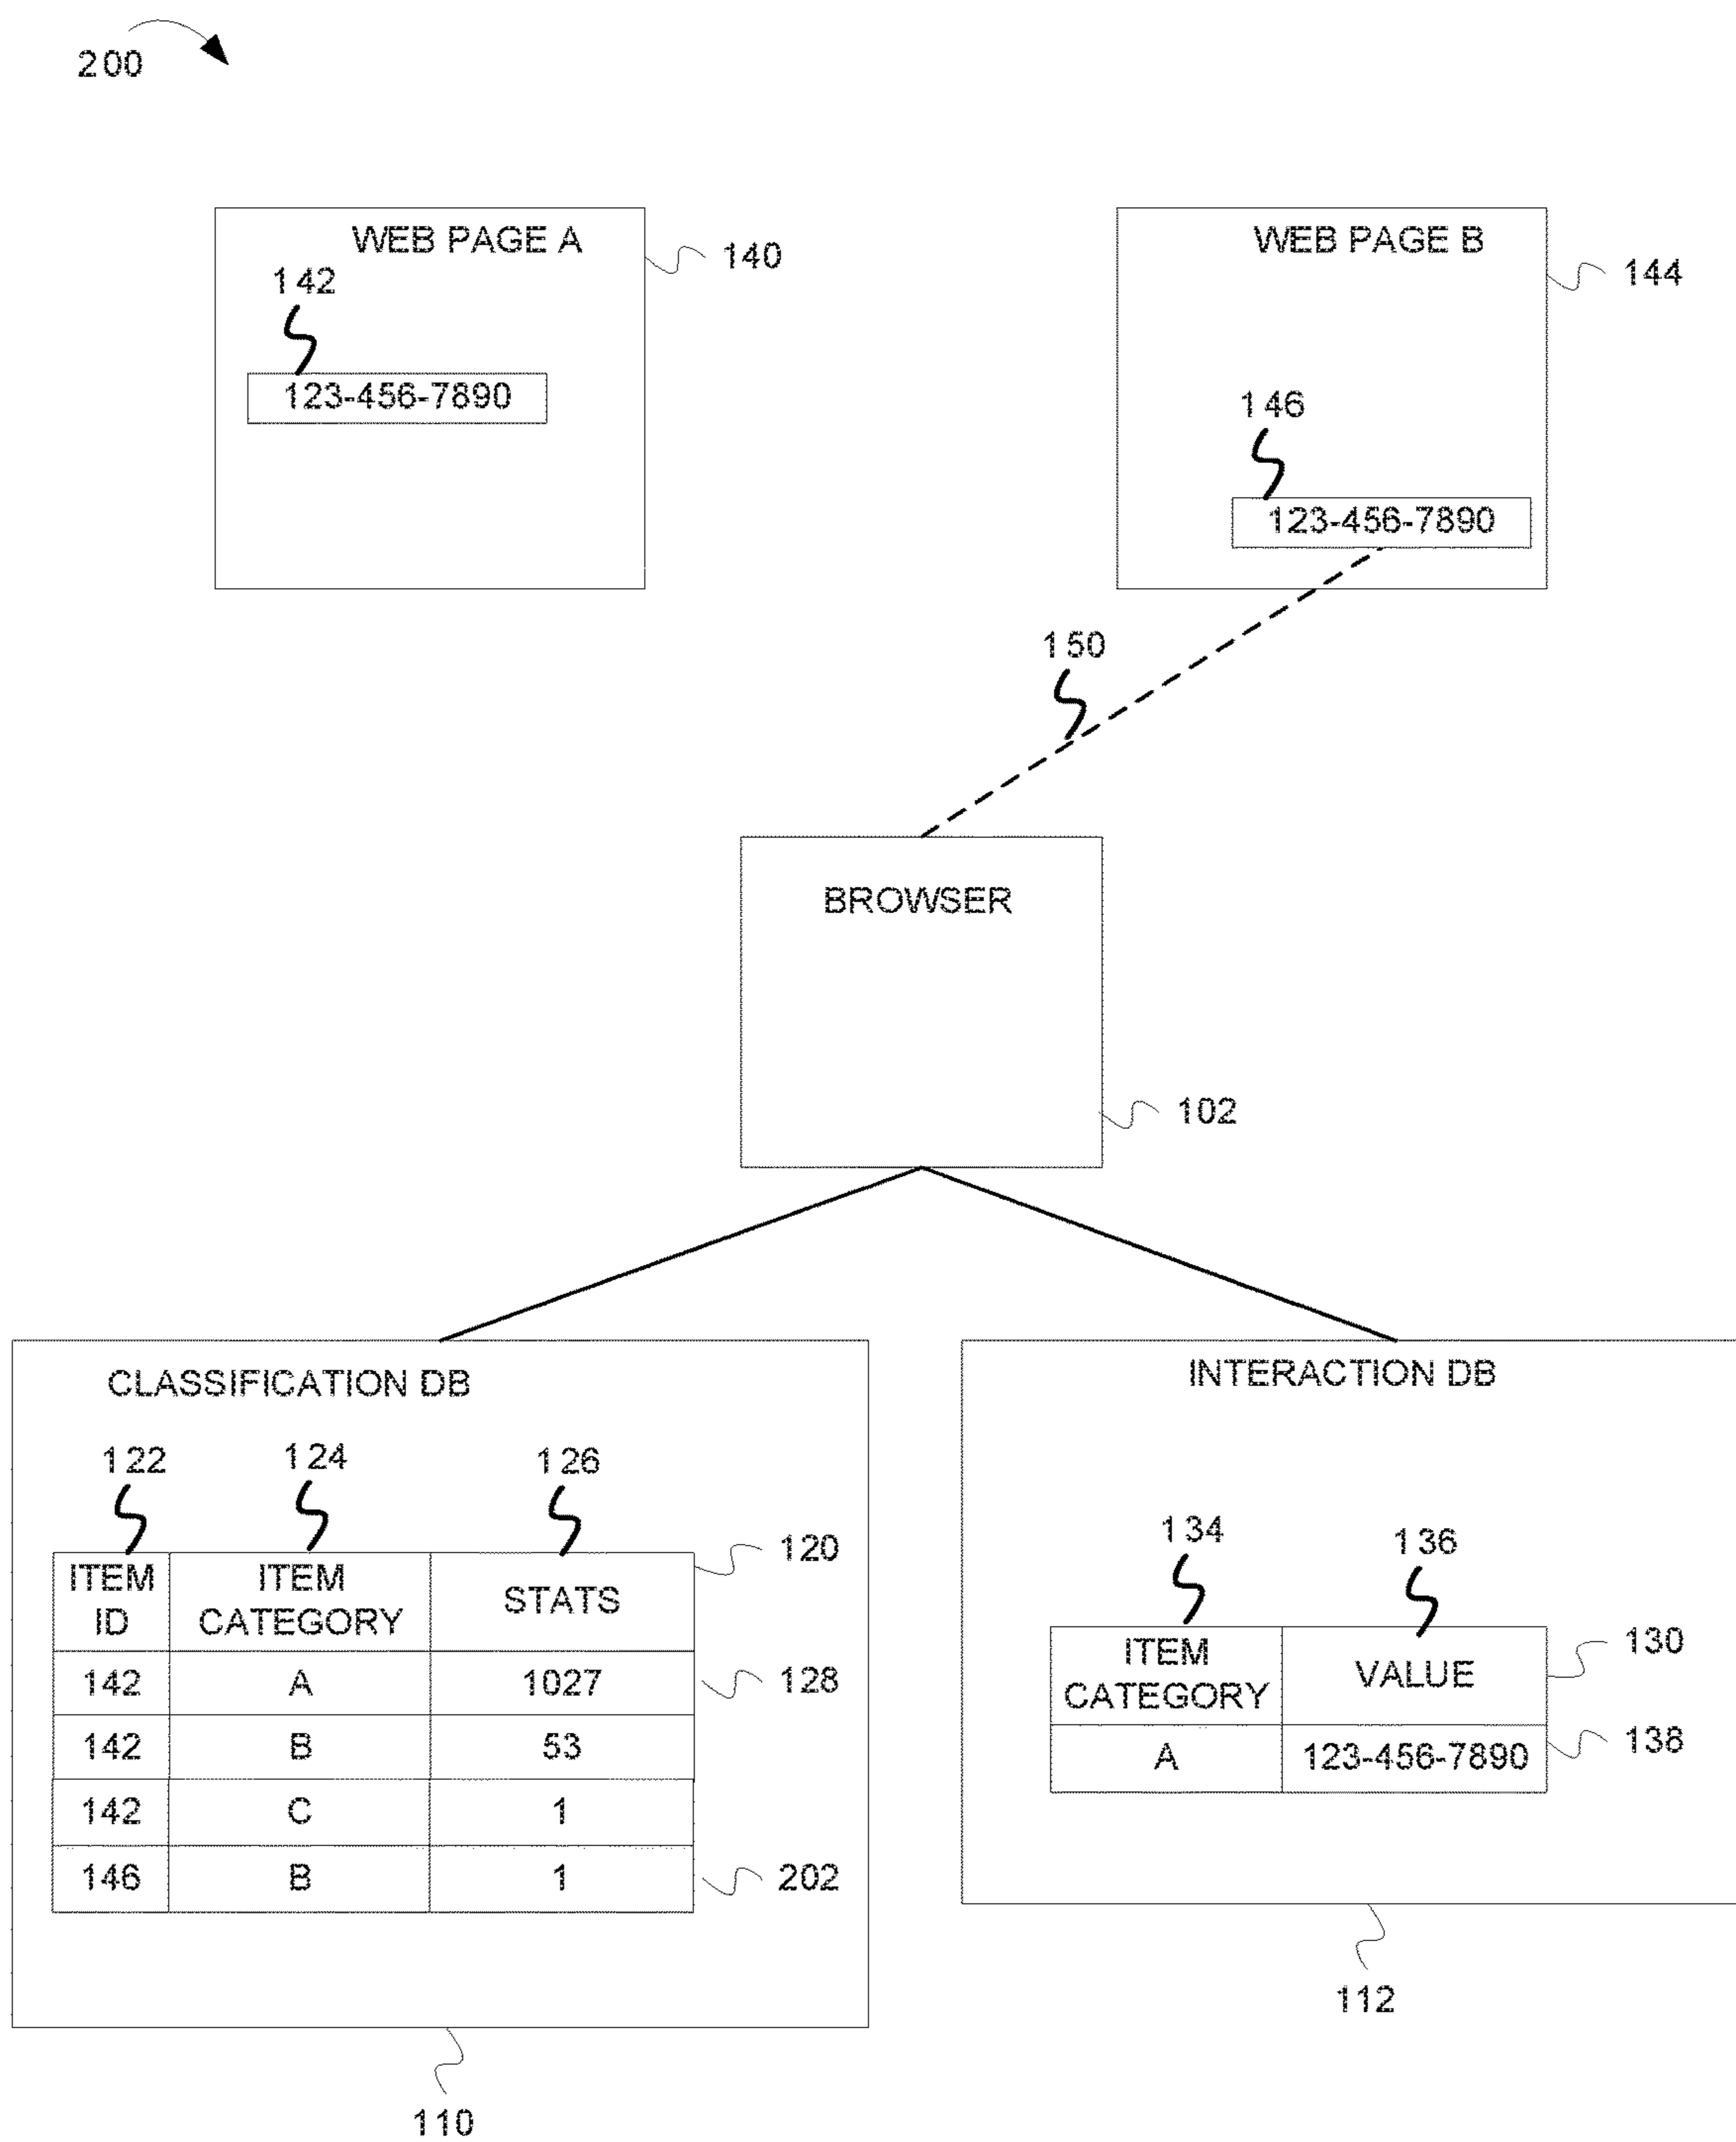 200
WEB PAGE A
140
142
123-456-7890
WEB PAGE B
144
146
123-456-7890
150
BROWSER
102
CLASSIFICATION DB
122 124 126
120
ITEM ID ITEM CATEGORY STATS
142 A 1027 128
142 B 53
142 C 1
146 B 1 202
110
INTERACTION DB
134 136
ITEM CATEGORY VALUE 130
A 123-456-7890 138
112